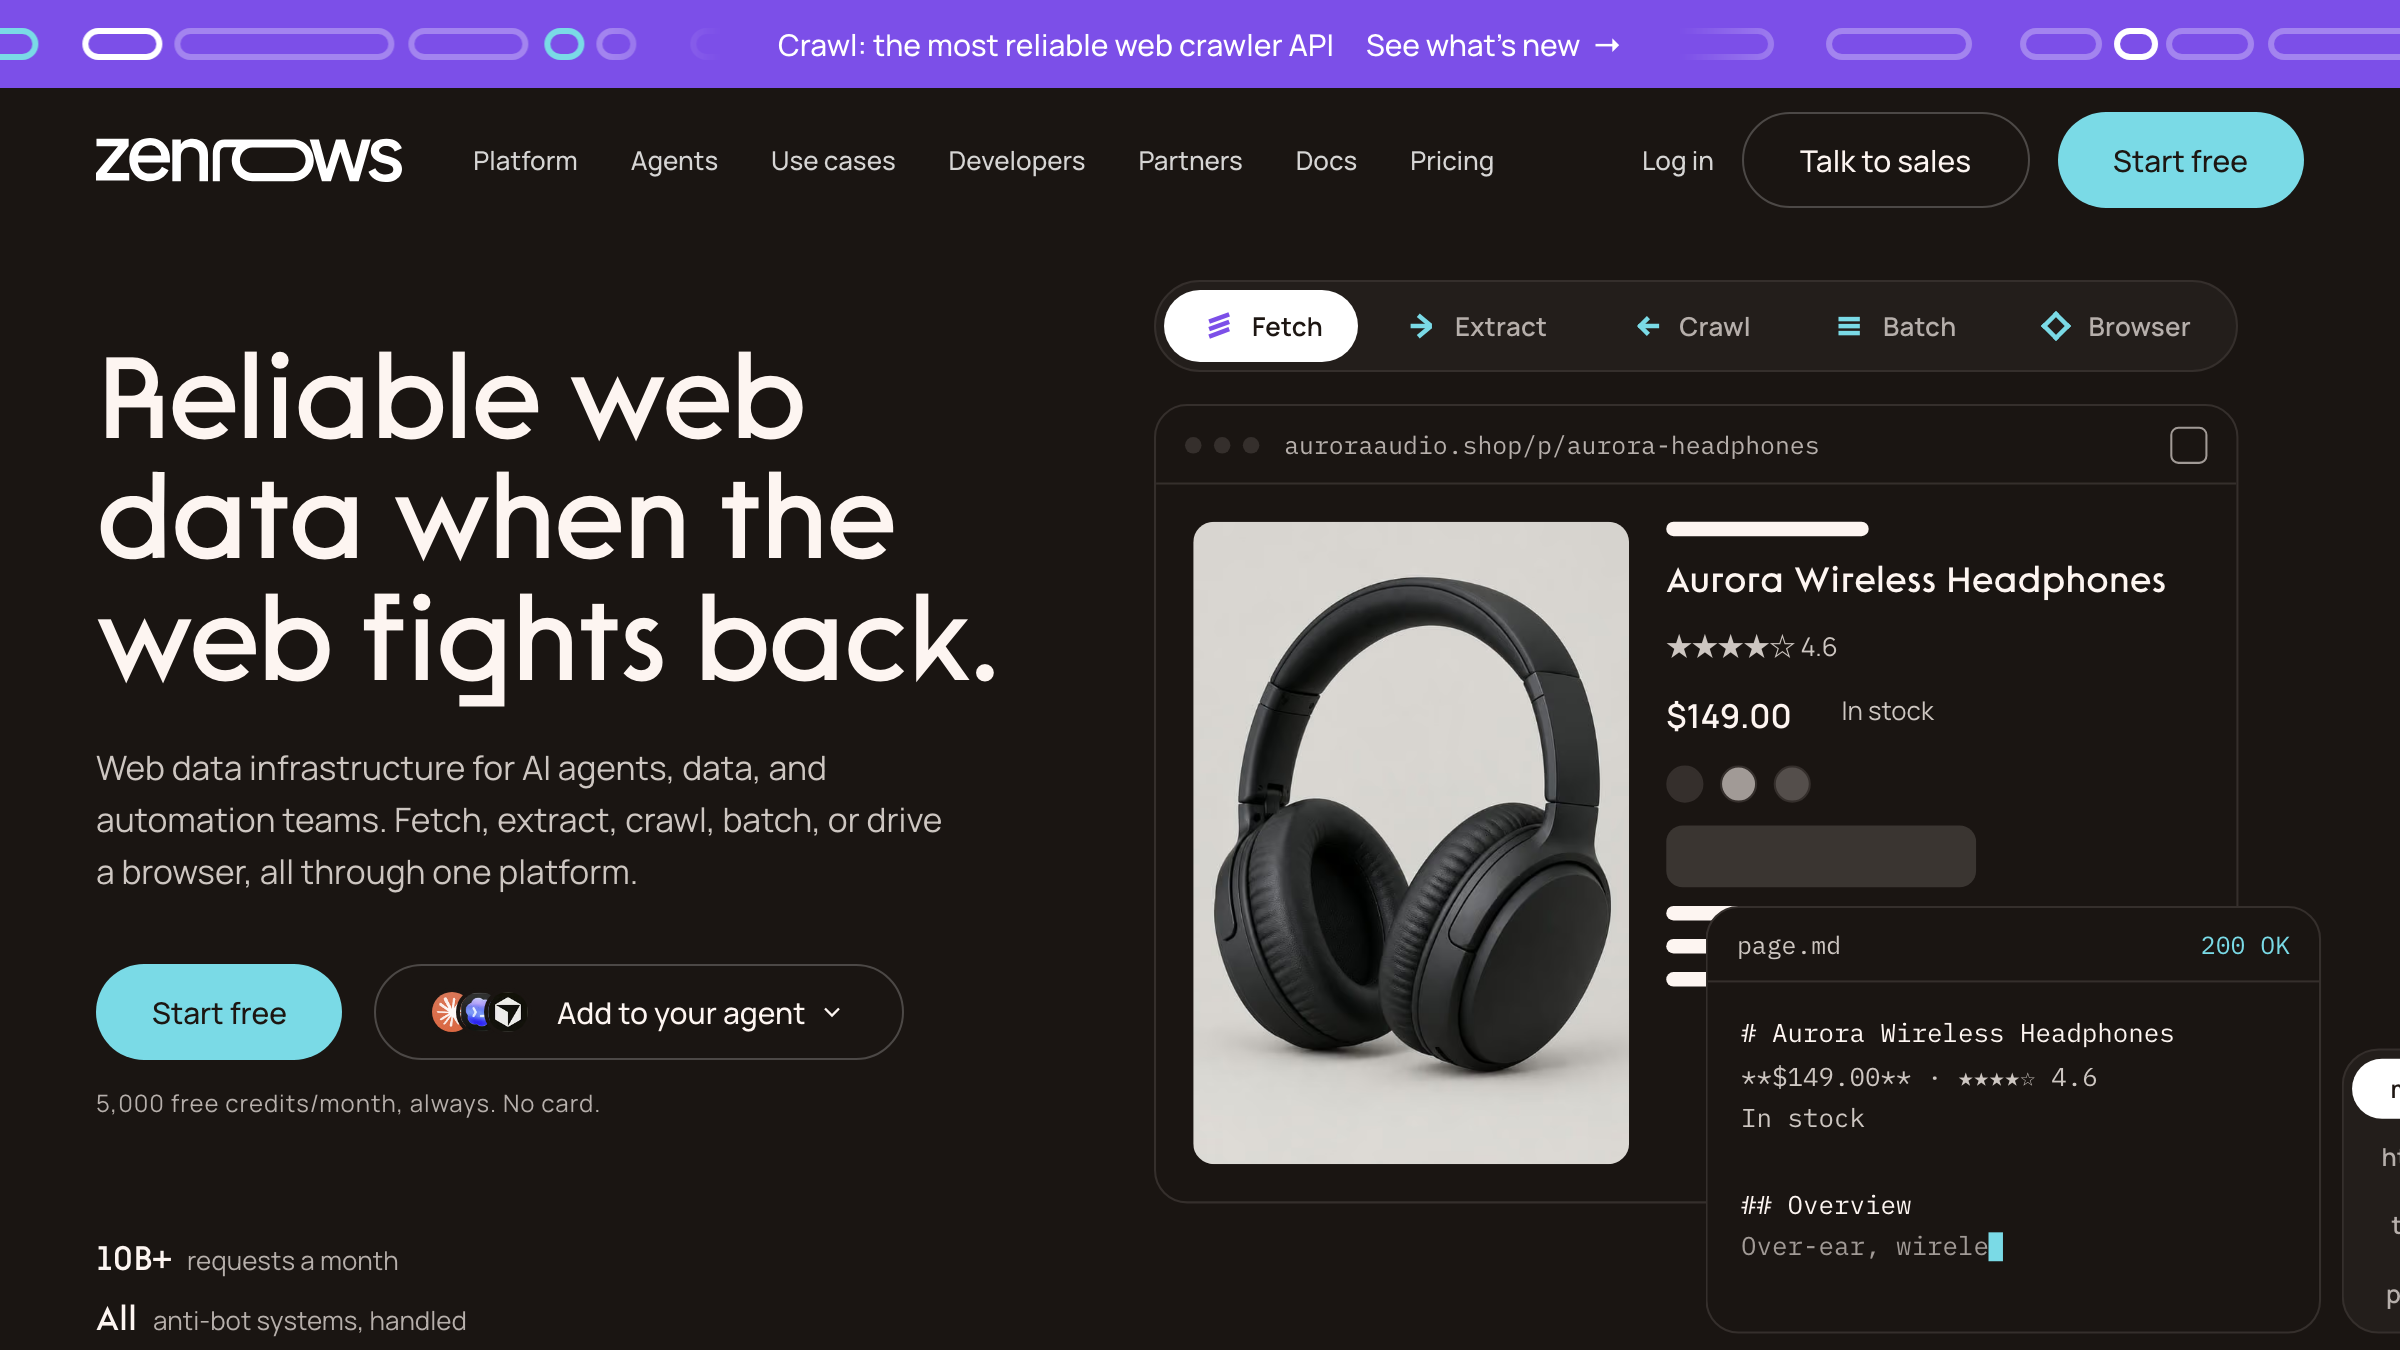 Crawl: the most reliable web crawler API See what's new →
zenrows
Platform Agents Use cases Developers Partners Docs Pricing Log in Talk to sales Start free
Fetch Extract Crawl Batch Browser
Reliable web
data when the
web fights back.
Web data infrastructure for AI agents, data, and
automation teams. Fetch, extract, crawl, batch, or drive
a browser, all through one platform.
Start free Add to your agent
5,000 free credits/month, always. No card.
10B+ requests a month
All anti-bot systems, handled
auroraaudio.shop/p/aurora-headphones
Aurora Wireless Headphones
★★★★☆ 4.6
$149.00 In stock
page.md 200 OK
# Aurora Wireless Headphones
**$149.00** · ★★★★☆ 4.6
In stock
## Overview
Over-ear, wirele